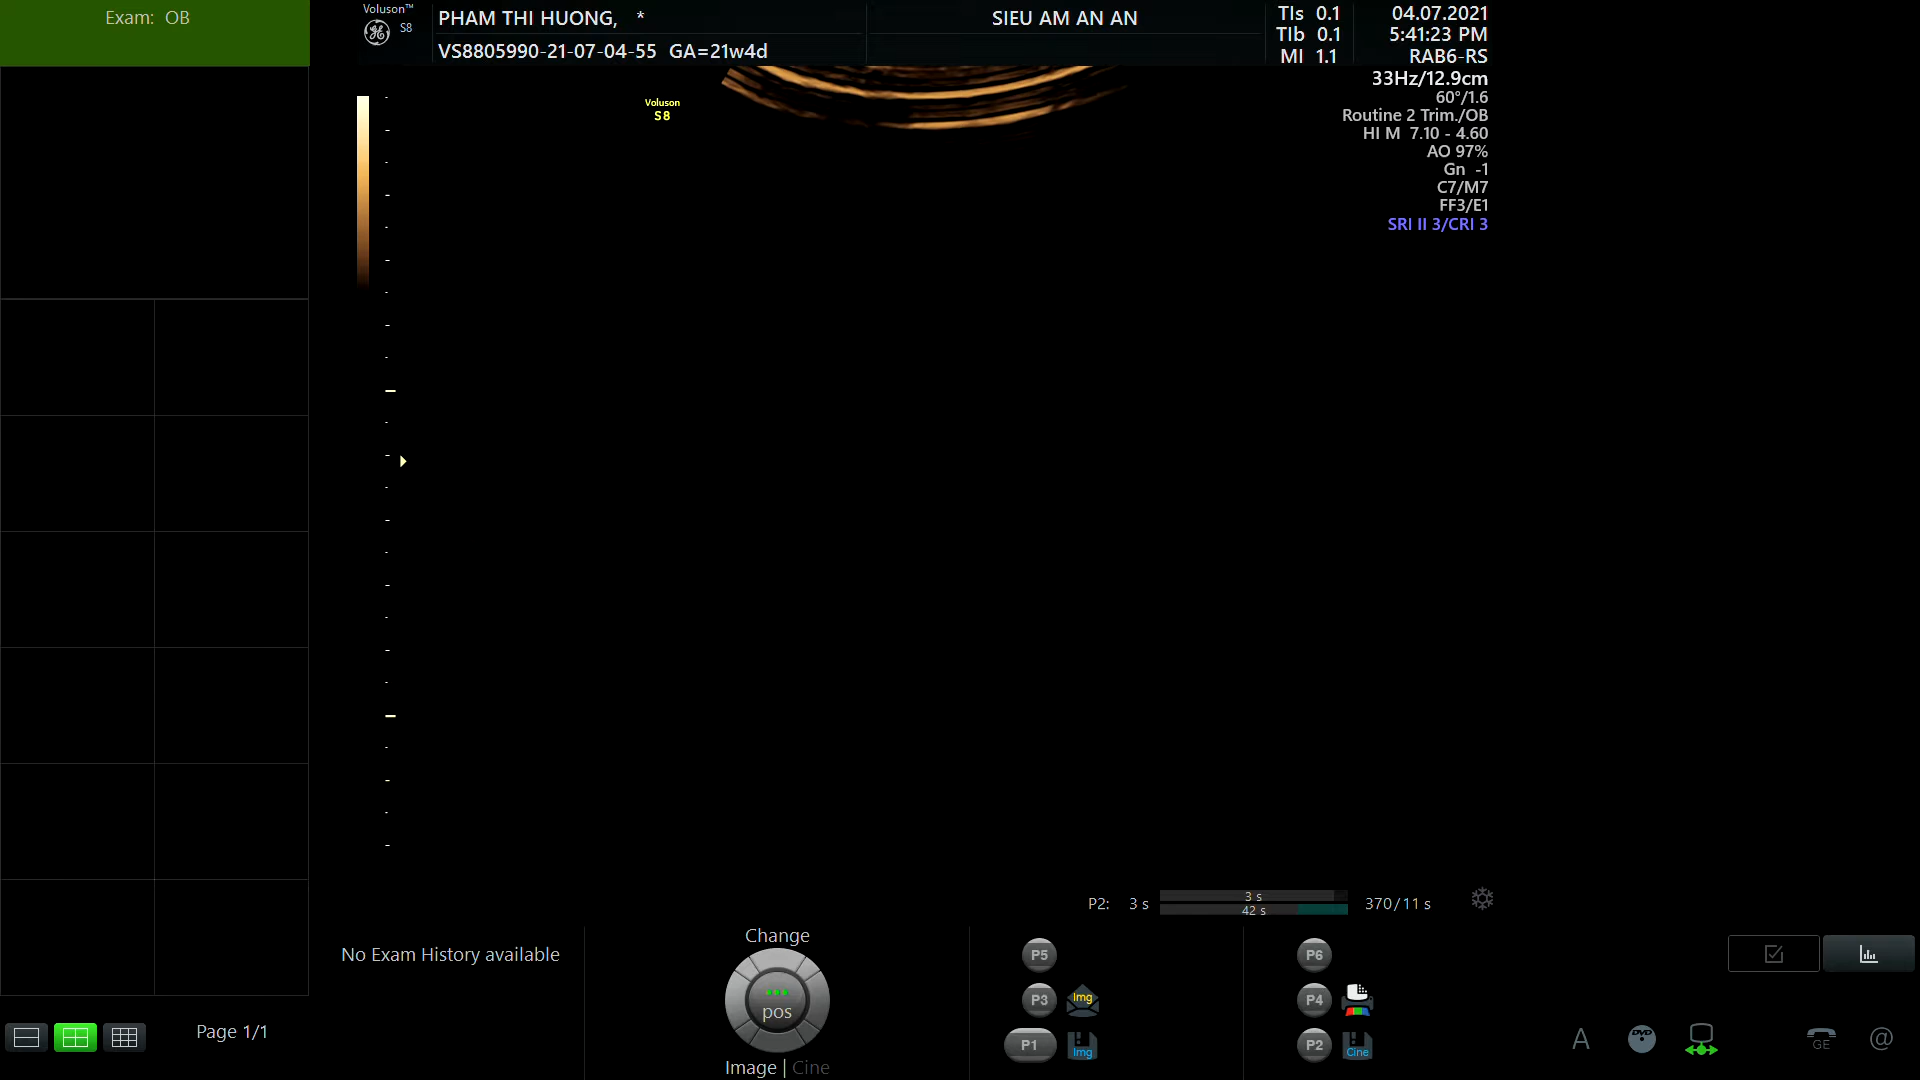 Exam: OB
Voluson™
S8
PHAM THI HUONG, *
VS8805990-21-07-04-55 GA=21w4d
SIEU AM AN AN
TIs 0.1
TIb 0.1
MI 1.1
04.07.2021
5:41:23 PM
RAB6-RS
33Hz/12.9cm
60°/1.6
Routine 2 Trim./OB
HI M 7.10 - 4.60
AO 97%
Gn -1
C7/M7
FF3/E1
SRI II 3/CRI 3
Voluson
S8
P2: 3 s
3 s
42 s
370/11 s
No Exam History available
Change
pos
Image | Cine
P5
P3
Img
P1
Img
P6
P4
P2
Cine
Page 1/1
A
DVD
GE
@